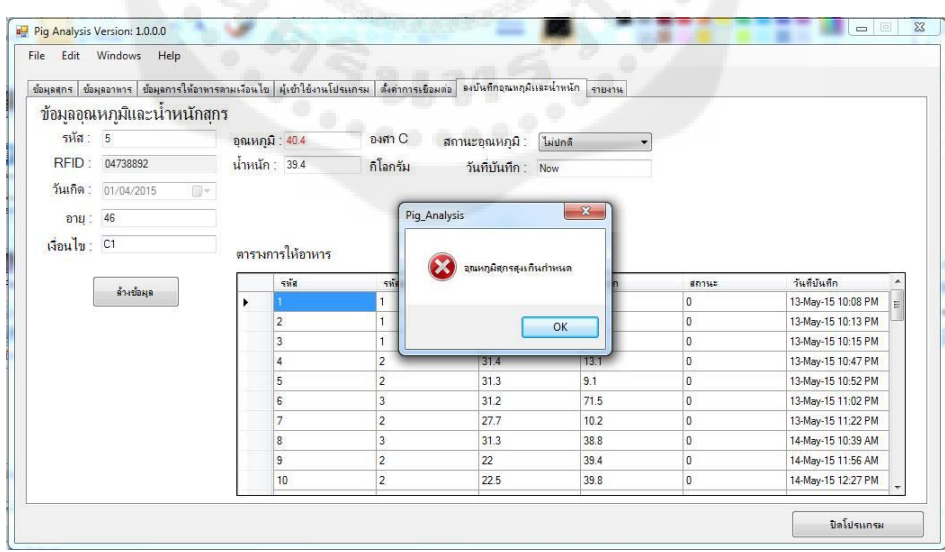 Pig Analysis Version: 1.0.0.0
File Edit Windows Help
ข้อมูลสุกร ข้อมูลอาหาร ข้อมูลการให้อาหารตามเงื่อนไข ผู้เข้าใช้งานโปรแกรม ตั้งค่าการเชื่อมต่อ ลงบันทึกอุณหภูมิและน้ำหนัก รายงาน
ข้อมูลอุณหภูมิและน้ำหนักสุกร
รหัส : 5 อุณหภูมิ : 40.4 องศา C สถานะอุณหภูมิ : ไม่ปกติ
RFID : 04738892 น้ำหนัก : 39.4 กิโลกรัม วันที่บันทึก : Now
วันเกิด : 01/04/2015
อายุ : 46
เงื่อนไข : C1
ล้างข้อมูล
Pig_Analysis
อุณหภูมิสุกรสูงเกินกำหนด
OK
ตารางการให้อาหาร
รหัส สถานะ วันที่บันทึก
1 1 0 13-May-15 10:08 PM
2 1 0 13-May-15 10:13 PM
3 1 0 13-May-15 10:15 PM
4 2 31.4 13.1 0 13-May-15 10:47 PM
5 2 31.3 9.1 0 13-May-15 10:52 PM
6 3 31.2 71.5 0 13-May-15 11:02 PM
7 2 27.7 10.2 0 13-May-15 11:22 PM
8 3 31.3 38.8 0 14-May-15 10:39 AM
9 2 22 39.4 0 14-May-15 11:56 AM
10 2 22.5 39.8 0 14-May-15 12:27 PM
ปิดโปรแกรม